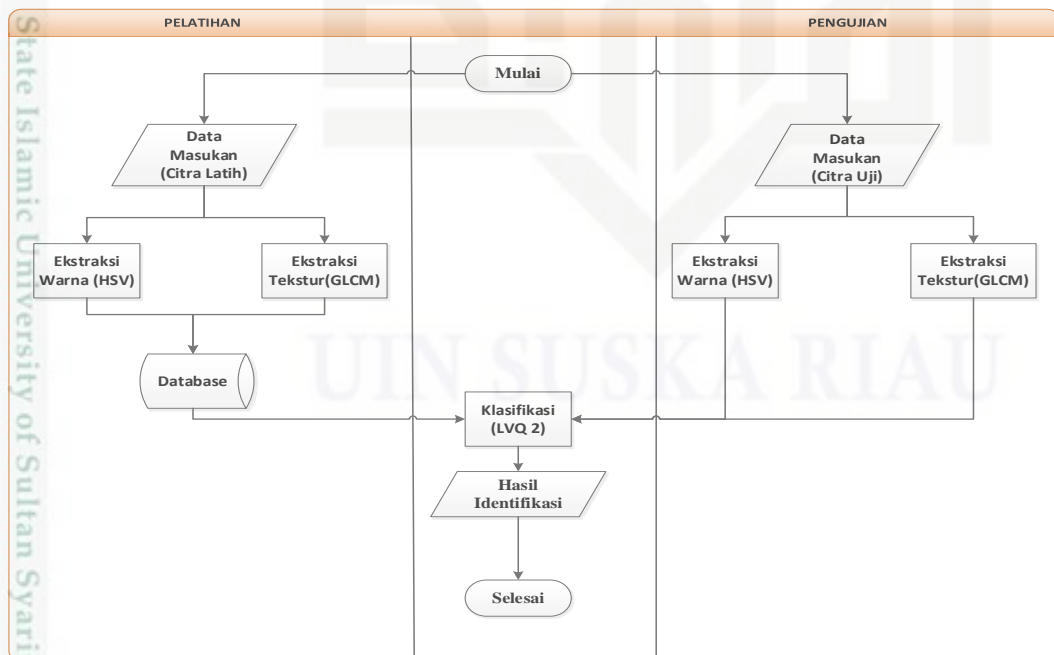 PELATIHAN
PENGUJIAN
Mulai
Data
Masukan
(Citra Latih)
Data
Masukan
(Citra Uji)
Ekstraksi
Warna (HSV)
Ekstraksi
Tekstur(GLCM)
Ekstraksi
Warna (HSV)
Ekstraksi
Tekstur(GLCM)
Database
Klasifikasi
(LVQ 2)
Hasil
Identifikasi
Selesai
UIN SUSKA RIAU
State Islamic University of Sultan Syari